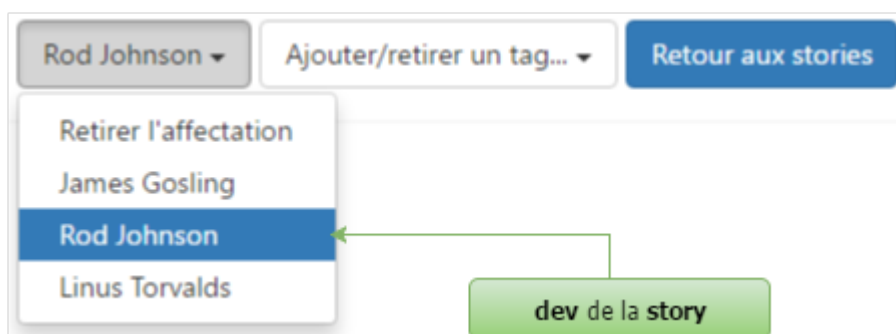 Rod Johnson
Ajouter/retirer un tag...
Retour aux stories
Retirer l'affectation
James Gosling
Rod Johnson
Linus Torvalds
dev de la story